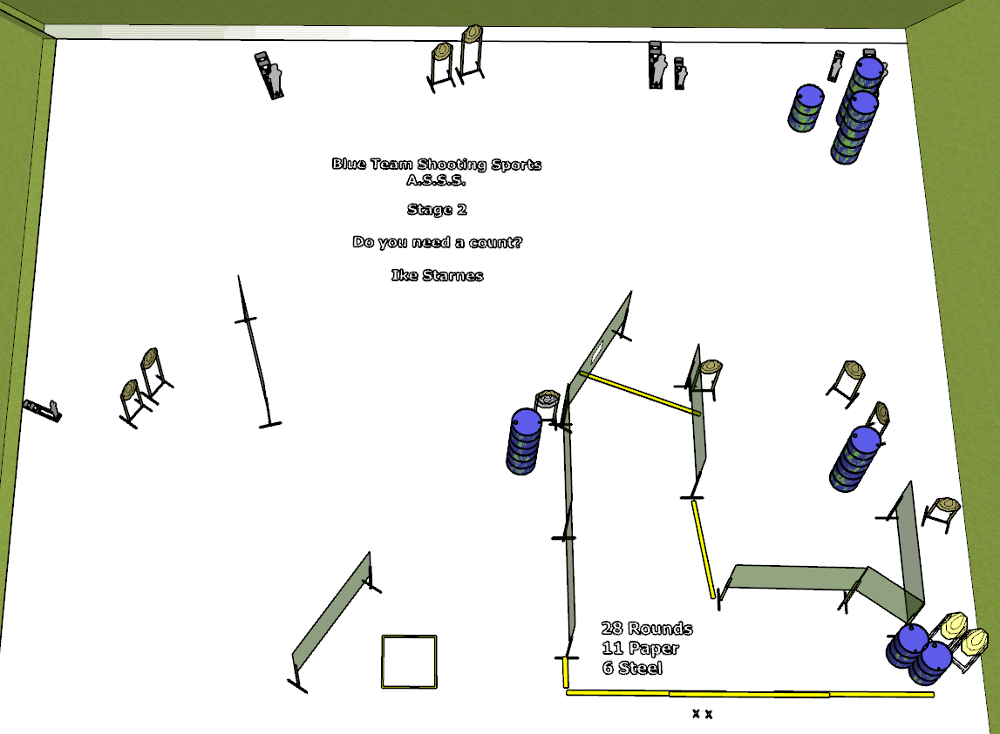 Blue Team Shooting Sports
A.S.S.S.
Stage 2
Do you need a count?
Ike Starnes
28 Rounds
11 Paper
6 Steel
x x